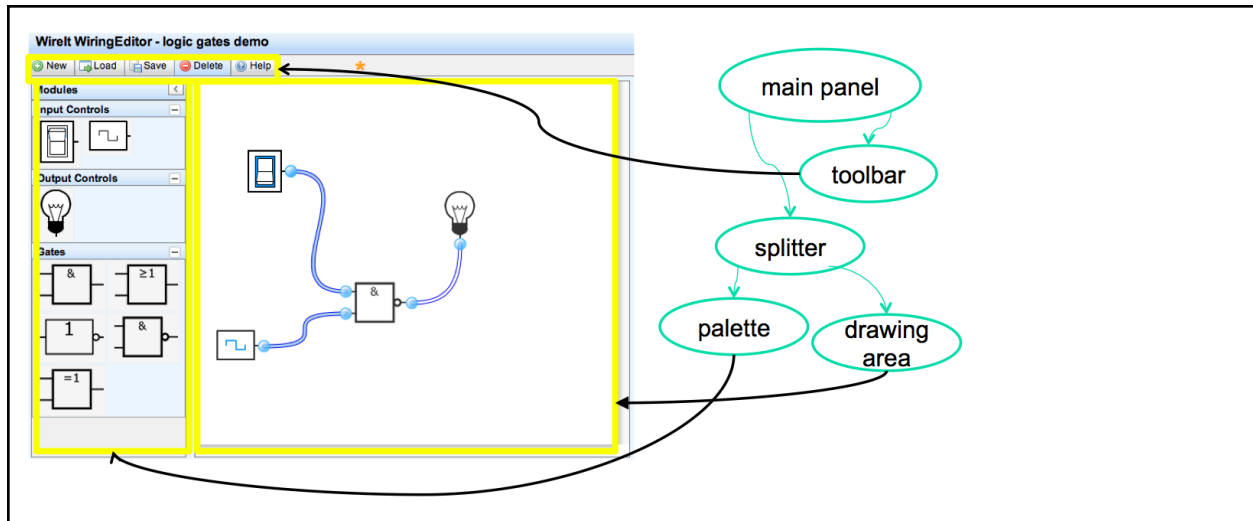 WireIt WiringEditor - logic gates demo
New Load Save Delete Help *
Modules <
Input Controls −
Output Controls −
Gates −
& ≥1
1 &
=1
&
main panel
toolbar
splitter
palette
drawing
area